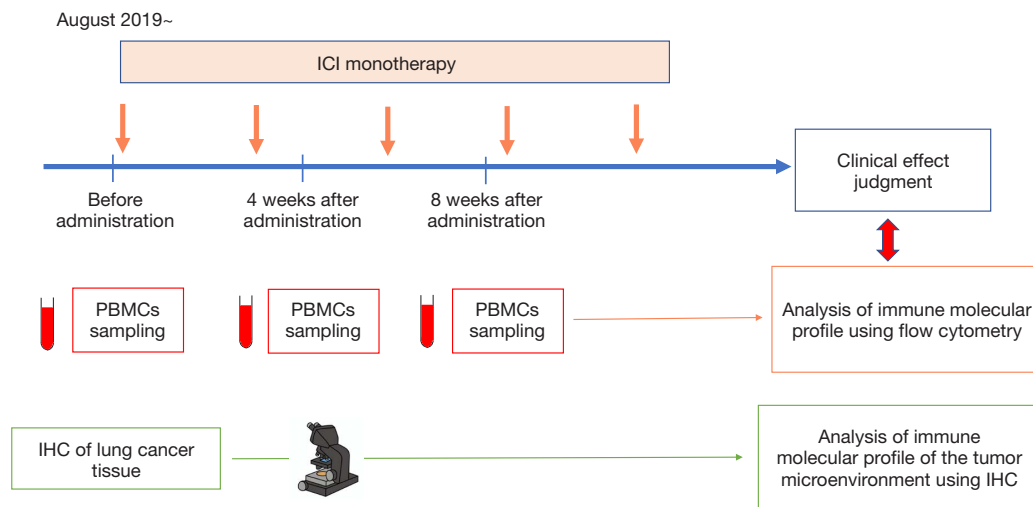 August 2019~
ICI monotherapy
Clinical effect
judgment
Before
administration
4 weeks after
administration
8 weeks after
administration
PBMCs
sampling
PBMCs
sampling
PBMCs
sampling
Analysis of immune molecular
profile using flow cytometry
IHC of lung cancer
tissue
Analysis of immune
molecular profile of the tumor
microenvironment using IHC